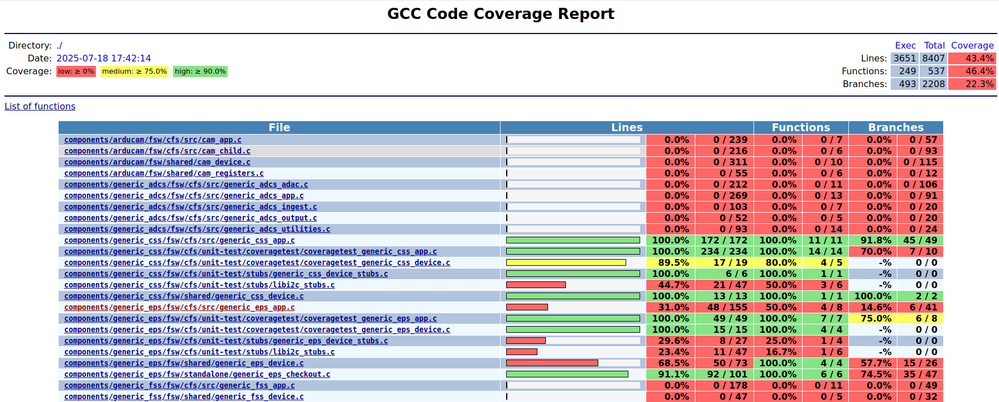 GCC Code Coverage Report
Directory: ./
Date: 2025-07-18 17:42:14
Coverage: low: ≥ 0% medium: ≥ 75.0% high: ≥ 90.0%
Exec Total Coverage
Lines: 3651 8407 43.4%
Functions: 249 537 46.4%
Branches: 493 2208 22.3%
List of functions
File Lines Functions Branches
components/arducam/fsw/cfs/src/cam_app.c 0.0% 0 / 239 0.0% 0 / 7 0.0% 0 / 57
components/arducam/fsw/cfs/src/cam_child.c 0.0% 0 / 216 0.0% 0 / 6 0.0% 0 / 93
components/arducam/fsw/shared/cam_device.c 0.0% 0 / 311 0.0% 0 / 10 0.0% 0 / 115
components/arducam/fsw/shared/cam_registers.c 0.0% 0 / 55 0.0% 0 / 6 0.0% 0 / 12
components/generic_adcs/fsw/cfs/src/generic_adcs_adac.c 0.0% 0 / 212 0.0% 0 / 11 0.0% 0 / 106
components/generic_adcs/fsw/cfs/src/generic_adcs_app.c 0.0% 0 / 269 0.0% 0 / 13 0.0% 0 / 91
components/generic_adcs/fsw/cfs/src/generic_adcs_ingest.c 0.0% 0 / 103 0.0% 0 / 7 0.0% 0 / 20
components/generic_adcs/fsw/cfs/src/generic_adcs_output.c 0.0% 0 / 52 0.0% 0 / 5 0.0% 0 / 20
components/generic_adcs/fsw/cfs/src/generic_adcs_utilities.c 0.0% 0 / 93 0.0% 0 / 14 0.0% 0 / 24
components/generic_css/fsw/cfs/src/generic_css_app.c 100.0% 172 / 172 100.0% 11 / 11 91.8% 45 / 49
components/generic_css/fsw/cfs/unit-test/coveragetest/coveragetest_generic_css_app.c 100.0% 234 / 234 100.0% 14 / 14 70.0% 7 / 10
components/generic_css/fsw/cfs/unit-test/coveragetest/coveragetest_generic_css_device.c 89.5% 17 / 19 80.0% 4 / 5 -% 0 / 0
components/generic_css/fsw/cfs/unit-test/stubs/generic_css_device_stubs.c 100.0% 6 / 6 100.0% 1 / 1 -% 0 / 0
components/generic_css/fsw/cfs/unit-test/stubs/libi2c_stubs.c 44.7% 21 / 47 50.0% 3 / 6 -% 0 / 0
components/generic_css/fsw/shared/generic_css_device.c 100.0% 13 / 13 100.0% 1 / 1 100.0% 2 / 2
components/generic_eps/fsw/cfs/src/generic_eps_app.c 31.0% 48 / 155 50.0% 4 / 8 14.6% 6 / 41
components/generic_eps/fsw/cfs/unit-test/coveragetest/coveragetest_generic_eps_app.c 100.0% 49 / 49 100.0% 7 / 7 75.0% 6 / 8
components/generic_eps/fsw/cfs/unit-test/coveragetest/coveragetest_generic_eps_device.c 100.0% 15 / 15 100.0% 4 / 4 -% 0 / 0
components/generic_eps/fsw/cfs/unit-test/stubs/generic_eps_device_stubs.c 29.6% 8 / 27 25.0% 1 / 4 -% 0 / 0
components/generic_eps/fsw/cfs/unit-test/stubs/libi2c_stubs.c 23.4% 11 / 47 16.7% 1 / 6 -% 0 / 0
components/generic_eps/fsw/shared/generic_eps_device.c 68.5% 50 / 73 100.0% 4 / 4 57.7% 15 / 26
components/generic_eps/fsw/standalone/generic_eps_checkout.c 91.1% 92 / 101 100.0% 6 / 6 74.5% 35 / 47
components/generic_fss/fsw/cfs/src/generic_fss_app.c 0.0% 0 / 178 0.0% 0 / 11 0.0% 0 / 49
components/generic_fss/fsw/shared/generic_fss_device.c 0.0% 0 / 47 0.0% 0 / 5 0.0% 0 / 32